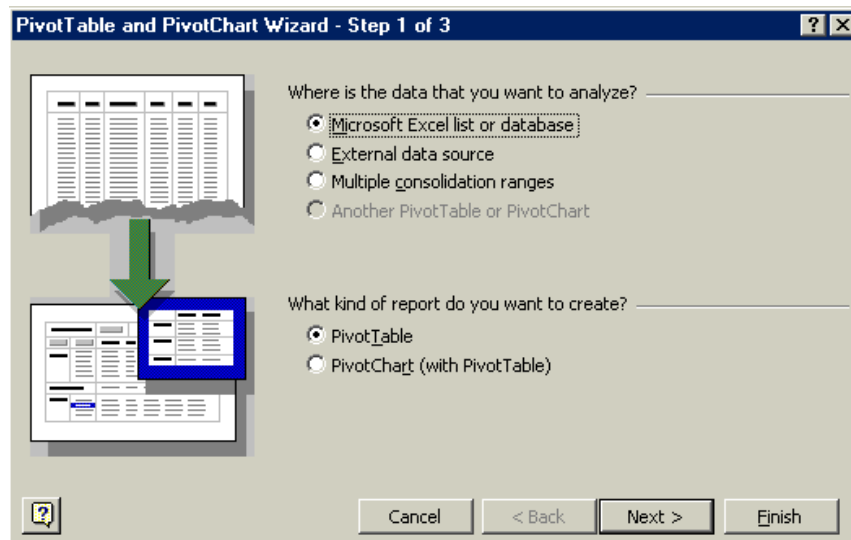 PivotTable and PivotChart Wizard - Step 1 of 3
Where is the data that you want to analyze?
Microsoft Excel list or database
External data source
Multiple consolidation ranges
Another PivotTable or PivotChart
What kind of report do you want to create?
PivotTable
PivotChart (with PivotTable)
Cancel
< Back
Next >
Finish